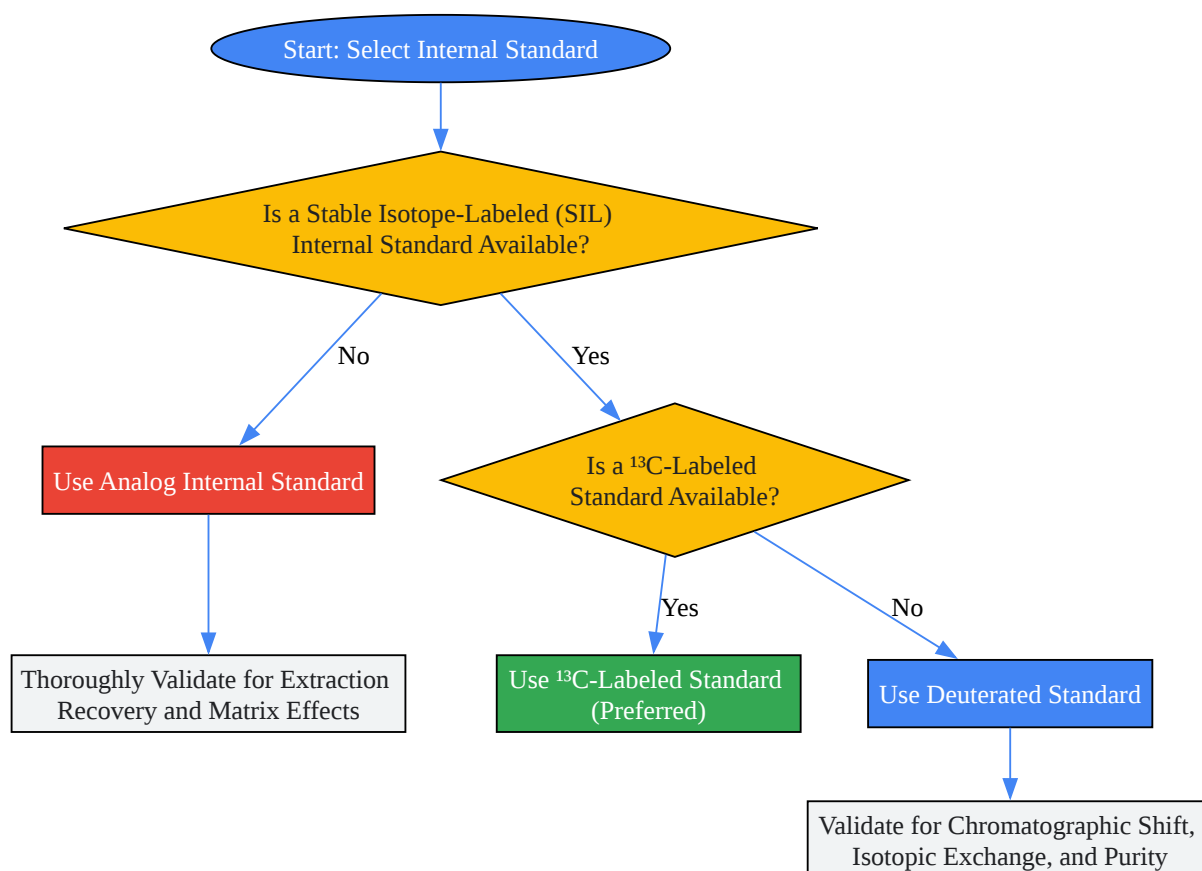 Start: Select Internal Standard
Is a Stable Isotope-Labeled (SIL)
Internal Standard Available?
No
Yes
Use Analog Internal Standard
Is a ¹³C-Labeled
Standard Available?
Yes
No
Thoroughly Validate for Extraction
Recovery and Matrix Effects
Use ¹³C-Labeled Standard
(Preferred)
Use Deuterated Standard
Validate for Chromatographic Shift,
Isotopic Exchange, and Purity